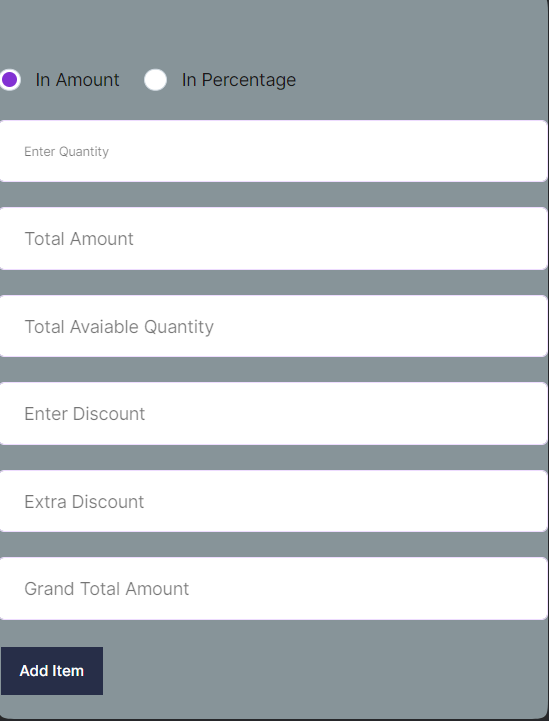 In Amount In Percentage
Enter Quantity
Total Amount
Total Avaiable Quantity
Enter Discount
Extra Discount
Grand Total Amount
Add Item